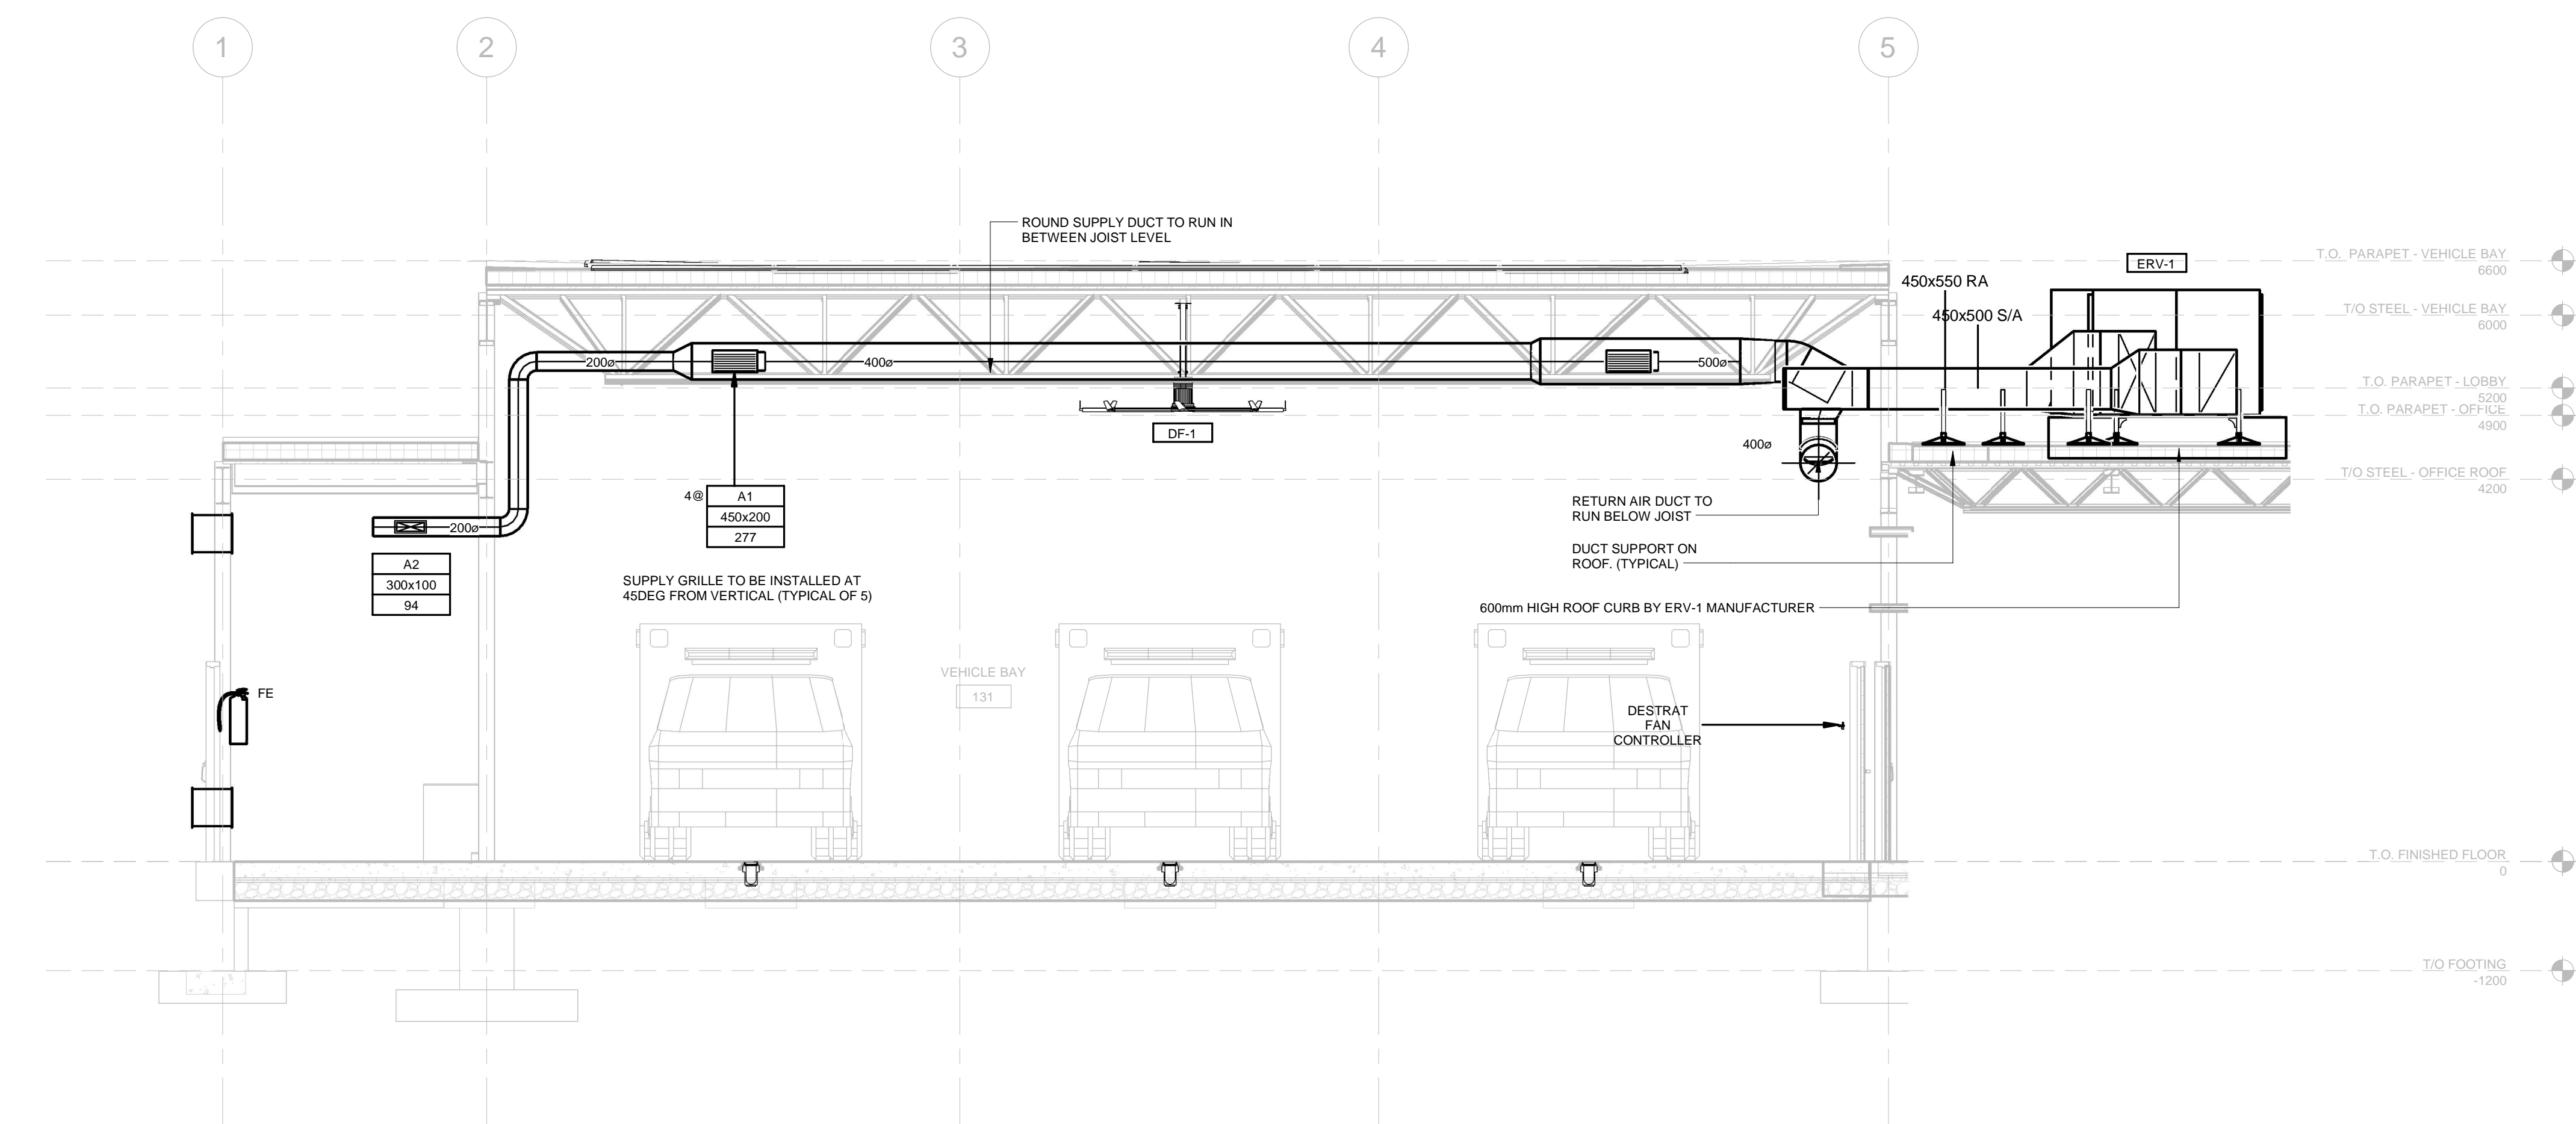 1
2
3
4
5
ROUND SUPPLY DUCT TO RUN IN
BETWEEN JOIST LEVEL
T.O. PARAPET - VEHICLE BAY
6600
ERV-1
450x550 RA
450x500 S/A
T/O STEEL - VEHICLE BAY
6000
200ø
400ø
500ø
T.O. PARAPET - LOBBY
5200
T.O. PARAPET - OFFICE
4900
DF-1
400ø
T/O STEEL - OFFICE ROOF
4200
4@
A1
450x200
277
RETURN AIR DUCT TO
RUN BELOW JOIST
200ø
DUCT SUPPORT ON
ROOF. (TYPICAL)
A2
300x100
94
SUPPLY GRILLE TO BE INSTALLED AT
45DEG FROM VERTICAL (TYPICAL OF 5)
600mm HIGH ROOF CURB BY ERV-1 MANUFACTURER
VEHICLE BAY
131
FE
DESTRAT
FAN
CONTROLLER
T.O. FINISHED FLOOR
0
T/O FOOTING
-1200